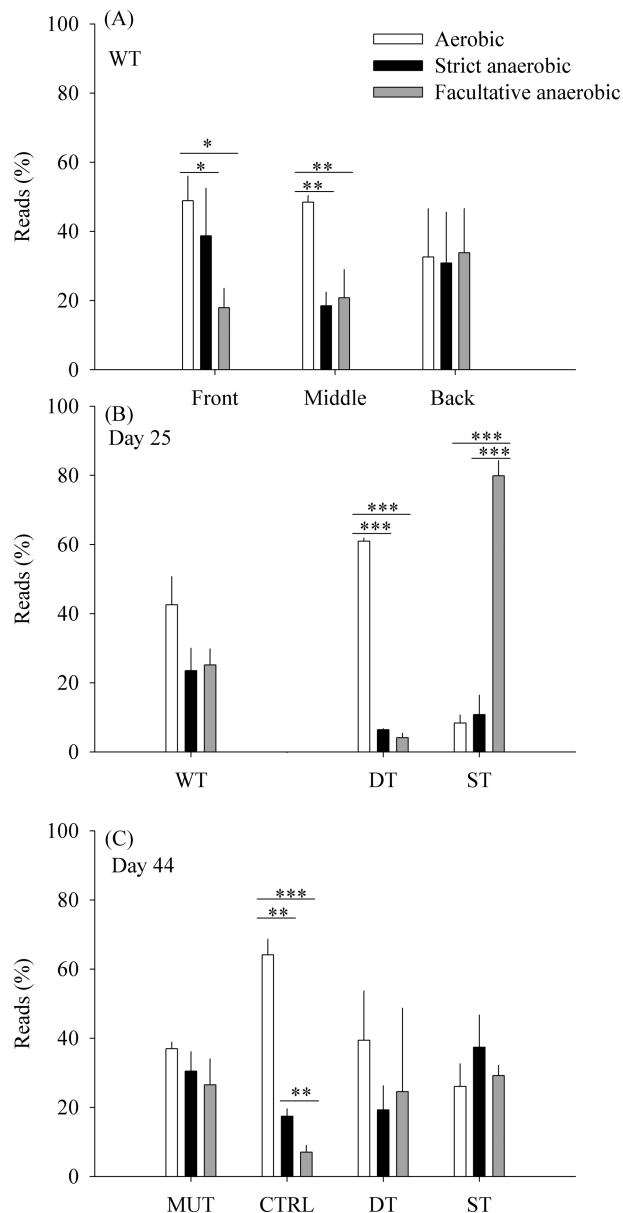 (A)
WT
Aerobic
Strict anaerobic
Facultative anaerobic
Reads (%)
100
80
60
40
20
0
*
*
**
**
Front Middle Back
(B)
Day 25
Reads (%)
100
80
60
40
20
0
***
***
***
***
WT DT ST
(C)
Day 44
Reads (%)
100
80
60
40
20
0
***
**
**
MUT CTRL DT ST